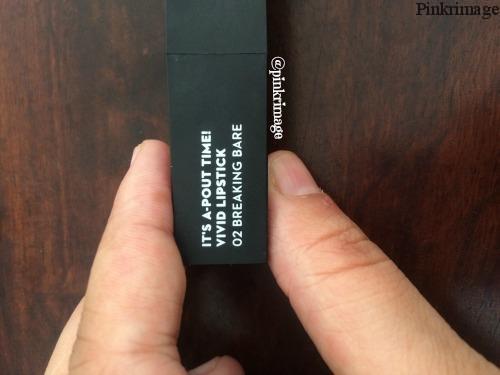 Pinkrimage
@pinkrimage
IT'S A-POUT TIME!
VIVID LIPSTICK
02 BREAKING BARE